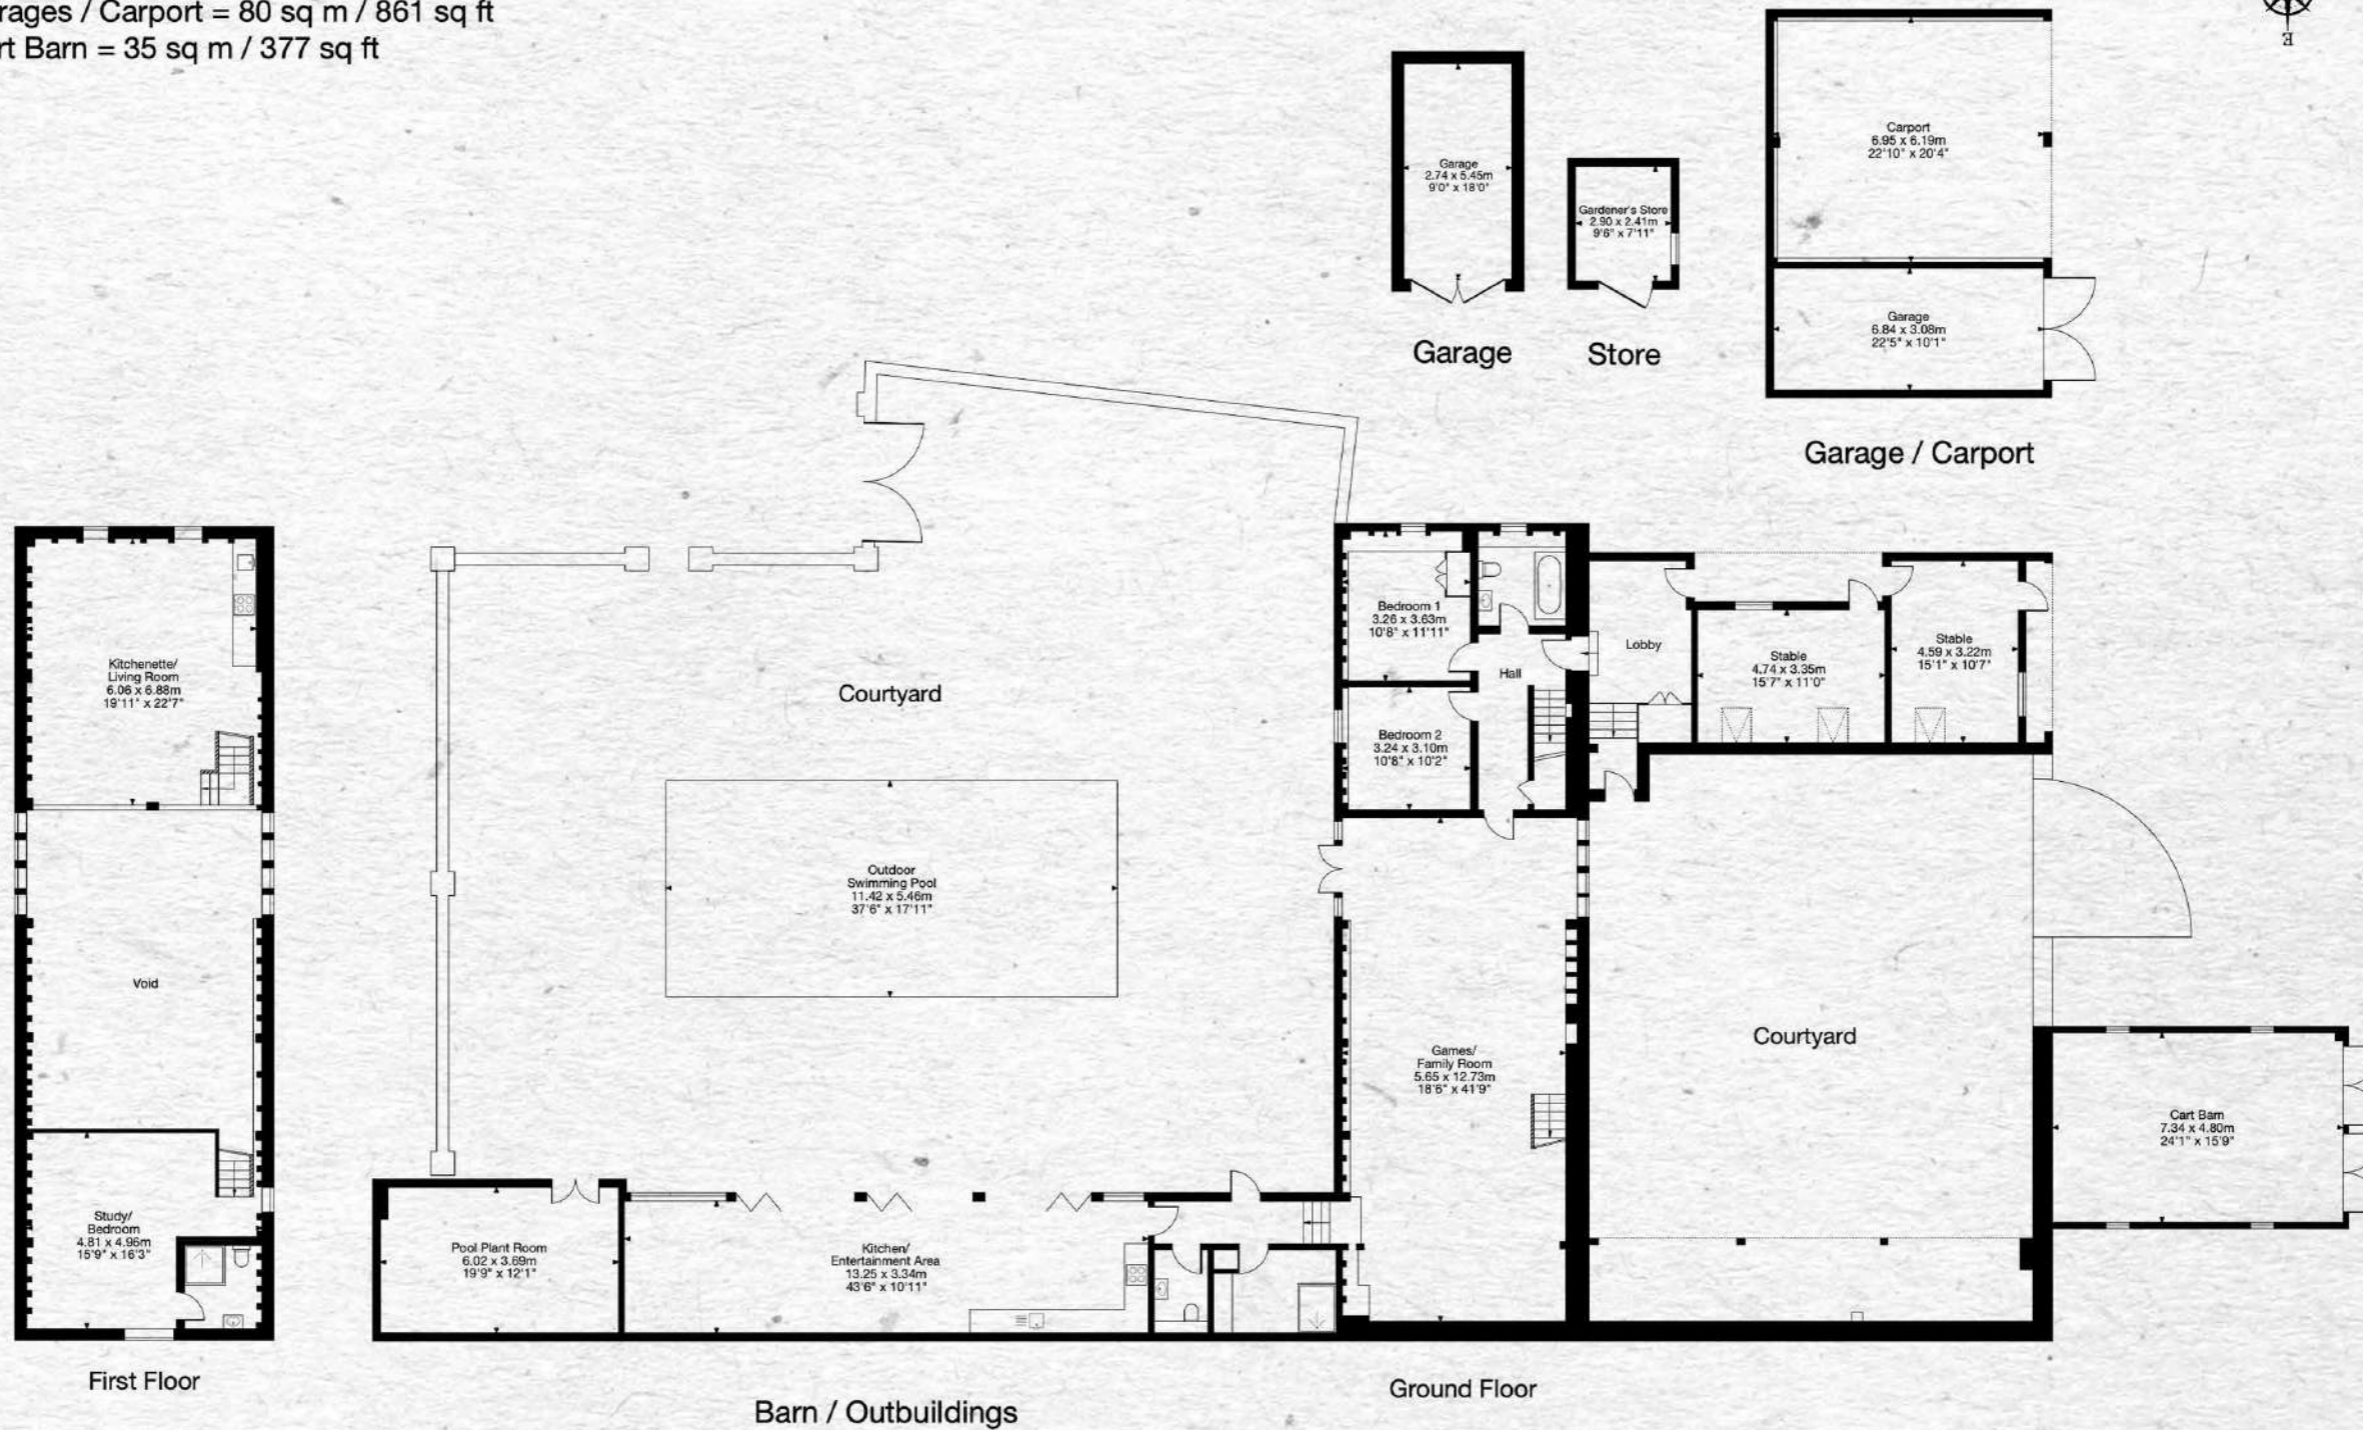 rages / Carport = 80 sq m / 861 sq ft
rt Barn = 35 sq m / 377 sq ft
E
Garage
2.74 x 5.45m
9'0" x 18'0"
Garage
Gardener's Store
2.90 x 2.41m
9'6" x 7'11"
Store
Carport
6.95 x 6.19m
22'10" x 20'4"
Garage
6.84 x 3.08m
22'5" x 10'1"
Garage / Carport
Kitchenette/
Living Room
6.06 x 6.88m
19'11" x 22'7"
Void
Study/
Bedroom
4.81 x 4.96m
15'9" x 16'3"
First Floor
Courtyard
Outdoor
Swimming Pool
11.42 x 5.46m
37'6" x 17'11"
Pool Plant Room
6.02 x 3.69m
19'9" x 12'1"
Kitchen/
Entertainment Area
13.25 x 3.34m
43'6" x 10'11"
Bedroom 1
3.26 x 3.63m
10'8" x 11'11"
Hall
Bedroom 2
3.24 x 3.10m
10'8" x 10'2"
Games/
Family Room
5.65 x 12.73m
18'6" x 41'9"
Lobby
Stable
4.74 x 3.35m
15'7" x 11'0"
Stable
4.59 x 3.22m
15'1" x 10'7"
Courtyard
Cart Barn
7.34 x 4.80m
24'1" x 15'9"
Ground Floor
Barn / Outbuildings